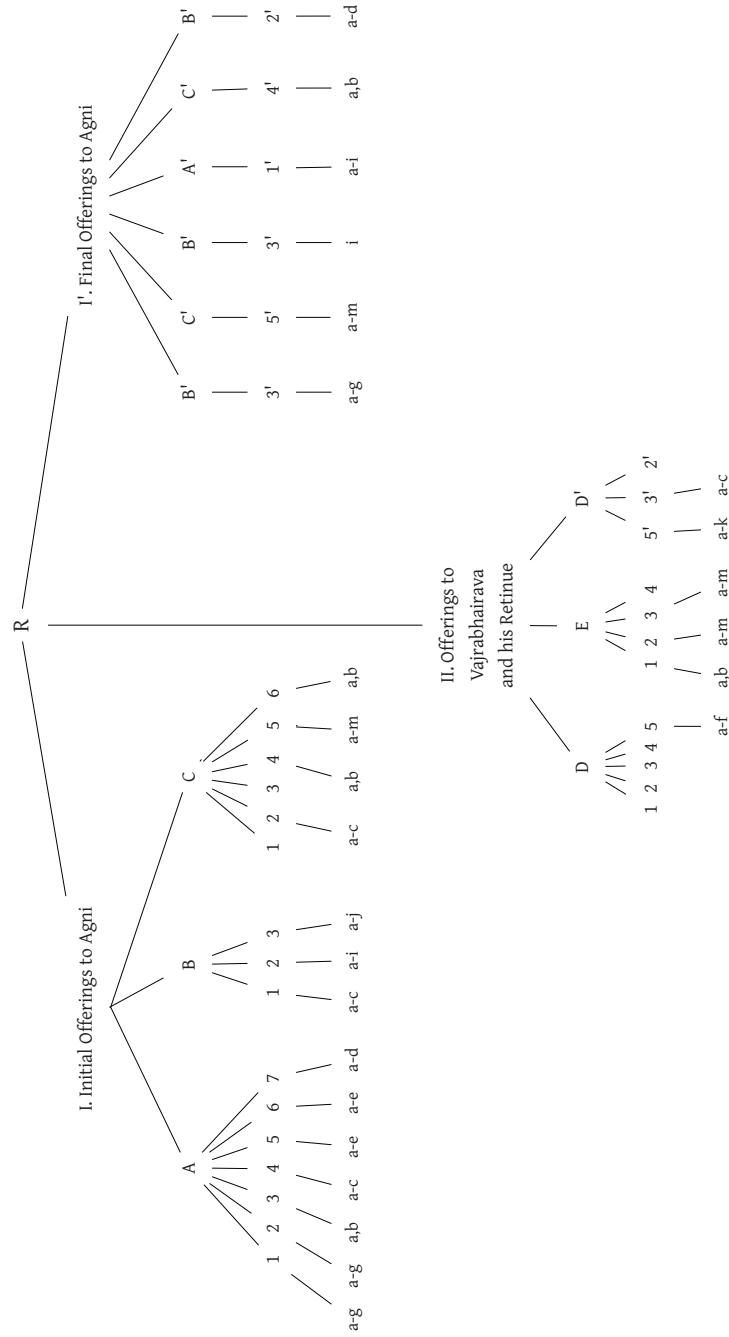 R
I. Initial Offerings to Agni
I'. Final Offerings to Agni
A B C B' C' B' A' C' B'
1 2 3 4 5 6 7 1 2 3 1 2 3 4 5 6 3' 5' 3' 1' 4' 2'
a-g a-g a,b a-c a-e a-e a-d a-c a-i a-j a-c a,b a-m a,b a-g a-m i a-i a,b a-d
II. Offerings to
Vajrabhairava
and his Retinue
D E D'
1 2 3 4 5 1 2 3 4 5' 3' 2'
a-f a,b a-m a-m a-k a-c